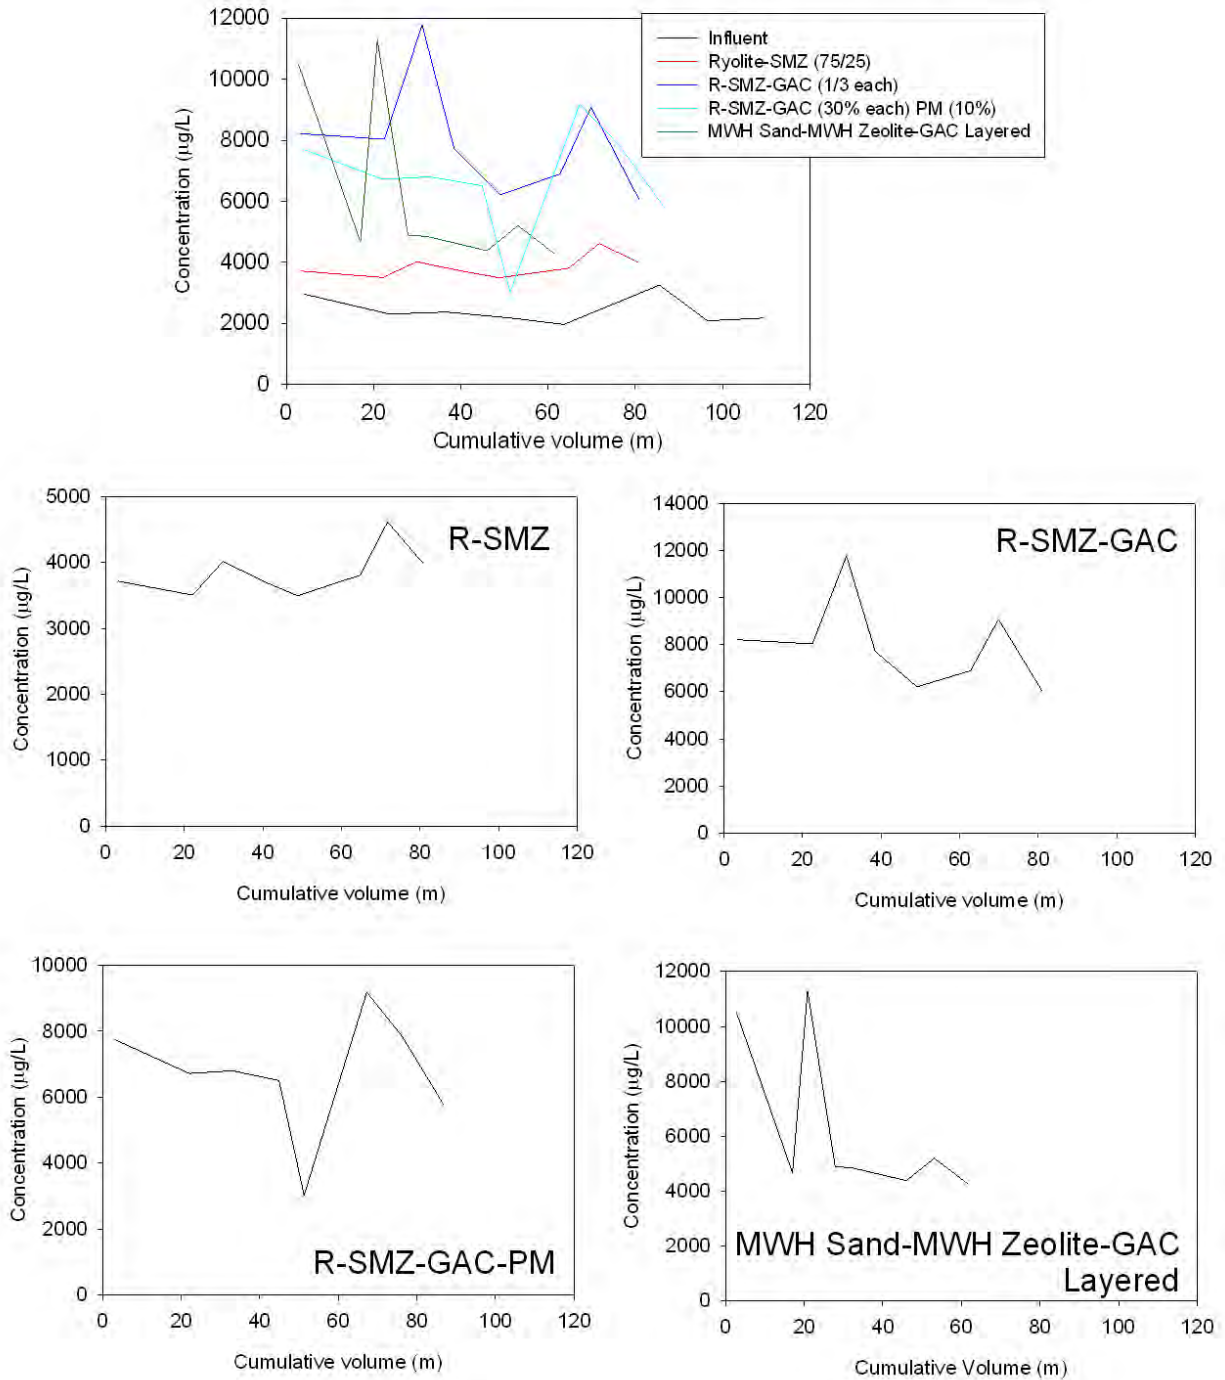 12000
10000
8000
6000
4000
2000
0
0 20 40 60 80 100 120
Concentration (µg/L)
Cumulative volume (m)
Influent
Ryolite-SMZ (75/25)
R-SMZ-GAC (1/3 each)
R-SMZ-GAC (30% each) PM (10%)
MWH Sand-MWH Zeolite-GAC Layered
5000
4000
3000
2000
1000
0
0 20 40 60 80 100 120
Concentration (µg/L)
Cumulative volume (m)
R-SMZ
14000
12000
10000
8000
6000
4000
2000
0
0 20 40 60 80 100 120
Concentration (µg/L)
Cumulative volume (m)
R-SMZ-GAC
10000
8000
6000
4000
2000
0
0 20 40 60 80 100 120
Concentration (µg/L)
Cumulative volume (m)
R-SMZ-GAC-PM
12000
10000
8000
6000
4000
2000
0
0 20 40 60 80 100 120
Concentration (µg/L)
Cumulative Volume (m)
MWH Sand-MWH Zeolite-GAC
Layered